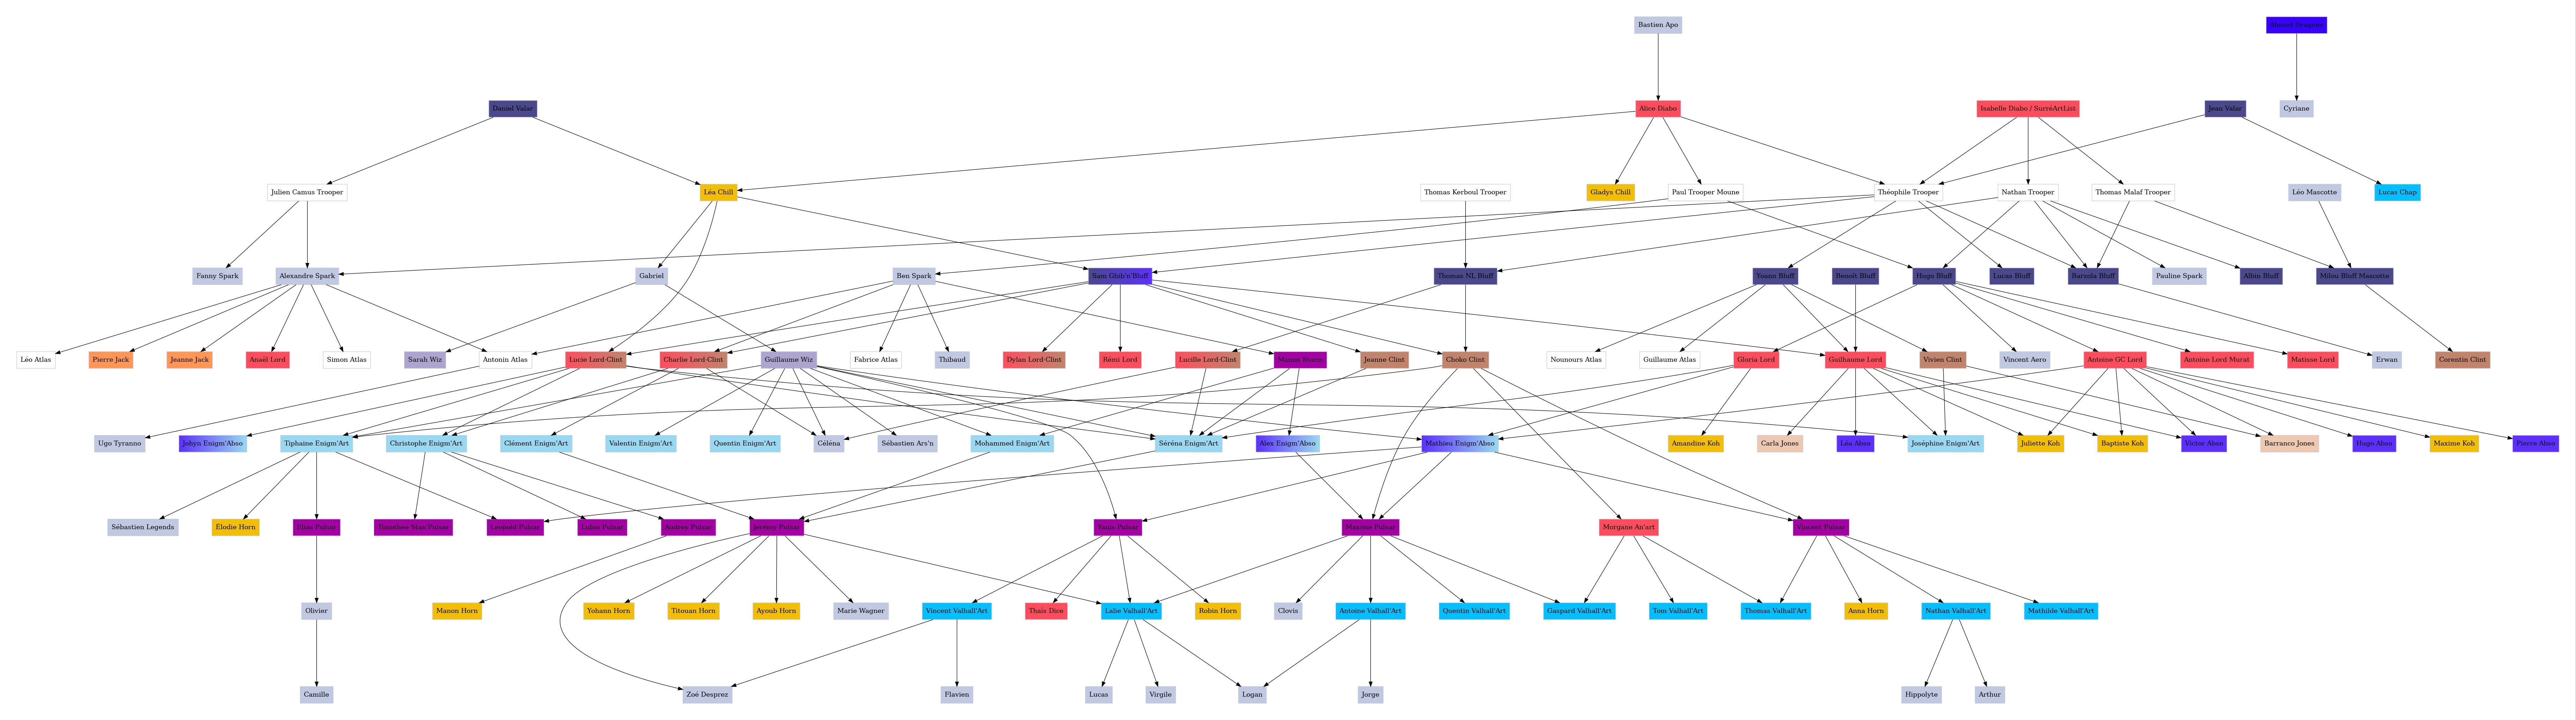 Bastien Apo
Daniel Valar
Alice Diabo
Isabelle Diabo / SurréArtList
Jean Valar
Cyriane
Julien Camus Trooper
Léa Chill
Thomas Kerboul Trooper
Gladys Chill
Paul Trooper Moune
Théophile Trooper
Nathan Trooper
Thomas Malaf Trooper
Léo Mascotte
Lucas Chap
Fanny Spark
Alexandre Spark
Gabriel
Ben Spark
Sam Ghib'n'Bluff
Thomas NL Bluff
Yoann Bluff
Benoît Bluff
Hugo Bluff
Lucas Bluff
Barzola Bluff
Pauline Spark
Albin Bluff
Milou Bluff Mascotte
Léo Atlas
Pierre Jack
Jeanne Jack
Anaël Lord
Simon Atlas
Sarah Wiz
Antonin Atlas
Lucie Lord-Clint
Charlie Lord-Clint
Guillaume Wiz
Fabrice Atlas
Thibaud
Dylan Lord-Clint
Rémi Lord
Lucille Lord-Clint
Manon Storm
Jeanne Clint
Choko Clint
Nounours Atlas
Guillaume Atlas
Gloria Lord
Guilhaume Lord
Vivien Clint
Vincent Aero
Antoine GC Lord
Antoine Lord Murat
Matisse Lord
Erwan
Corentin Clint
Ugo Tyranno
Johyn Enigm'Abso
Tiphaine Enigm'Art
Christophe Enigm'Art
Clément Enigm'Art
Valentin Enigm'Art
Quentin Enigm'Art
Céléna
Sébastien Ars'n
Mohammed Enigm'Art
Séréna Enigm'Art
Alex Enigm'Abso
Mathieu Enigm'Abso
Amandine Koh
Carla Jones
Léa Abso
Joséphine Enigm'Art
Juliette Koh
Baptiste Koh
Victor Abso
Barranco Jones
Hugo Abso
Maxime Koh
Pierre Abso
Sébastien Legends
Élodie Horn
Elisa Pulsar
Timothée Stax'Pulsar
Léopold Pulsar
Lubin Pulsar
Audrey Pulsar
Jérémy Pulsar
Yanis Pulsar
Maxime Pulsar
Morgane An'art
Vincent Pulsar
Olivier
Manon Horn
Yohann Horn
Titouan Horn
Ayoub Horn
Marie Wagner
Vincent Valhall'Art
Thaïs Dice
Lalie Valhall'Art
Robin Horn
Clovis
Antoine Valhall'Art
Quentin Valhall'Art
Gaspard Valhall'Art
Tom Valhall'Art
Thomas Valhall'Art
Anna Horn
Nathan Valhall'Art
Mathilde Valhall'Art
Camille
Zoé Desprez
Flavien
Lucas
Virgile
Logan
Jorge
Hippolyte
Arthur